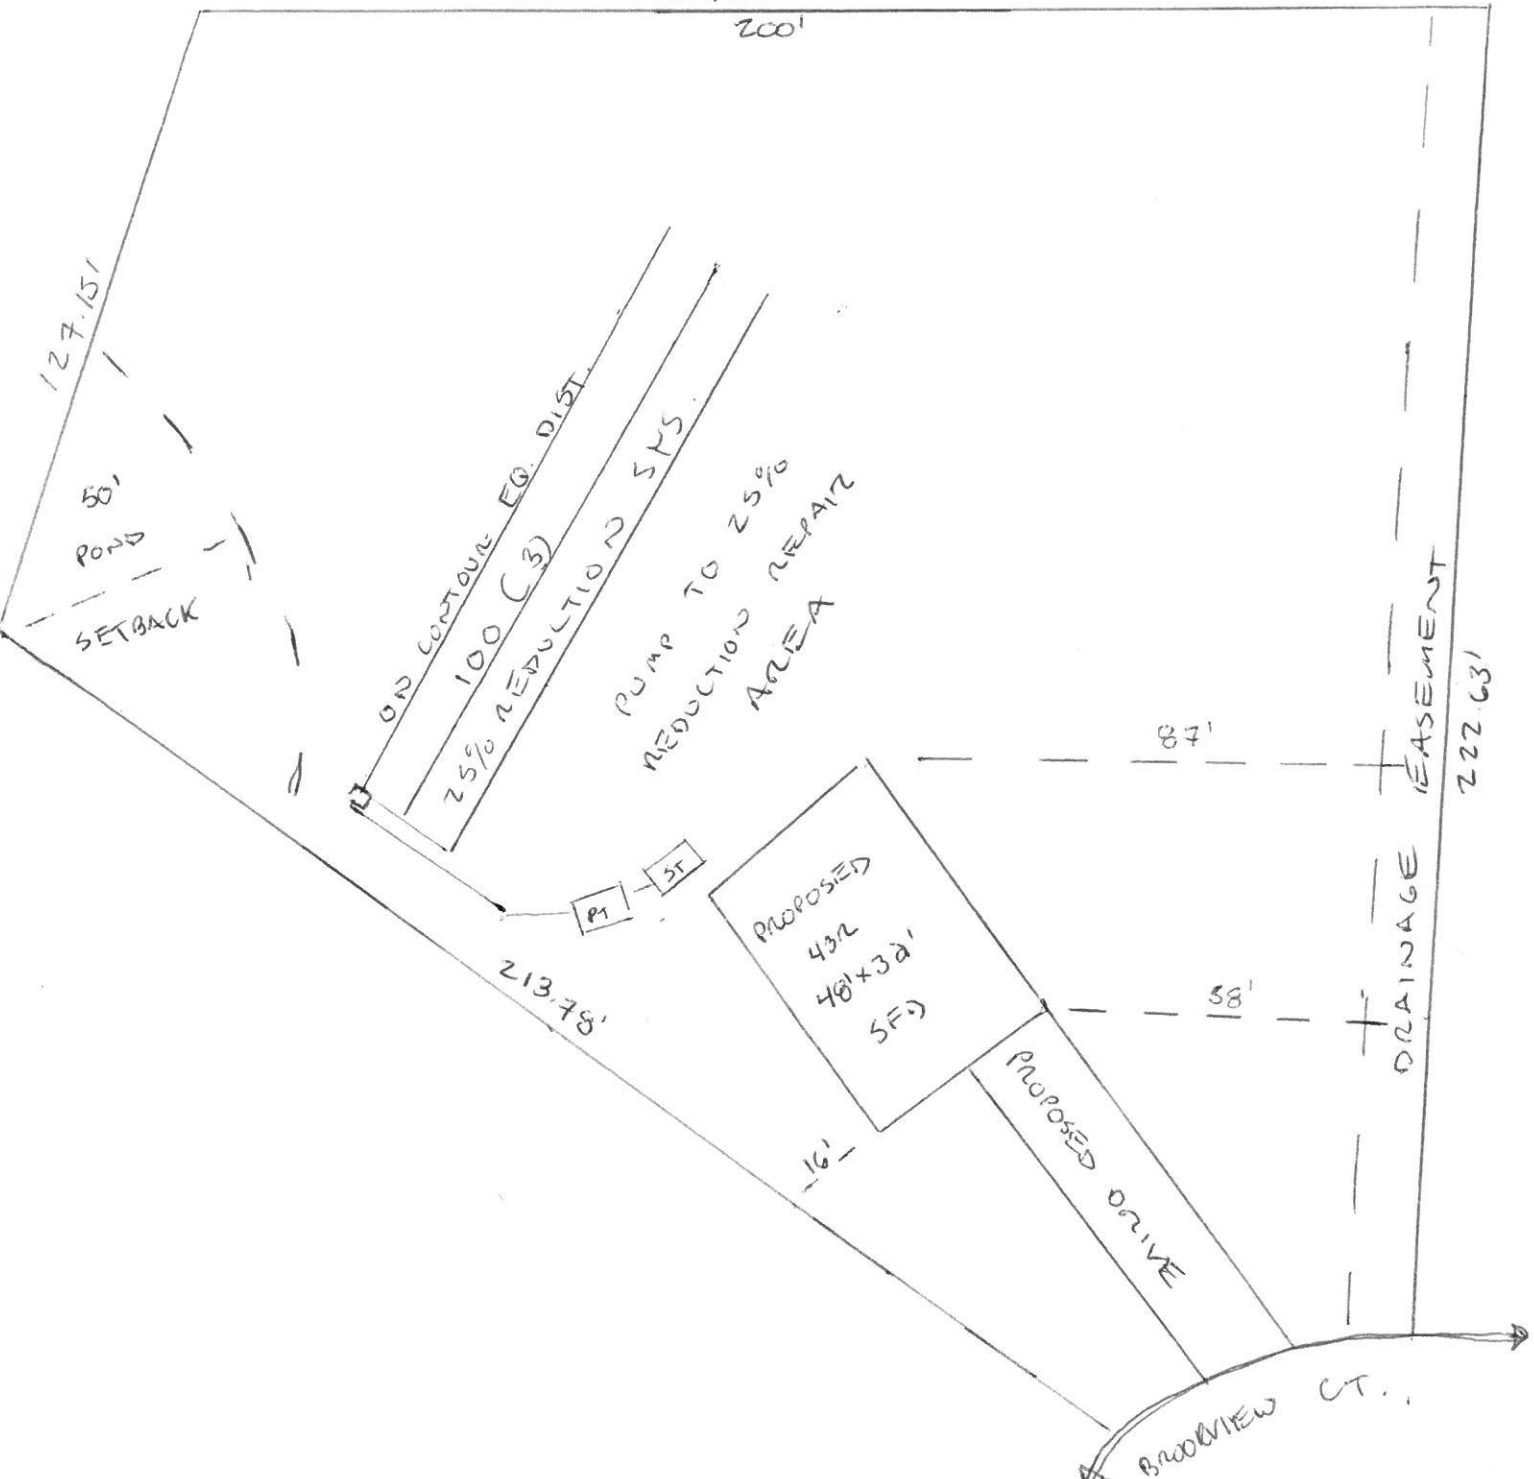 200'
127.15'
50'
POND
SETBACK
ON CONTOUR EQ. DIST.
100 (3)
25% REDUCTION SYS.
PUMP TO 25%
REDUCTION REPAIR
AREA
87'
DRAINAGE EASEMENT
222.63'
ST
PT
PROPOSED
4BR
48'x32'
SFD
58'
213.78'
16'
PROPOSED DRIVE
BROOKVIEW CT.